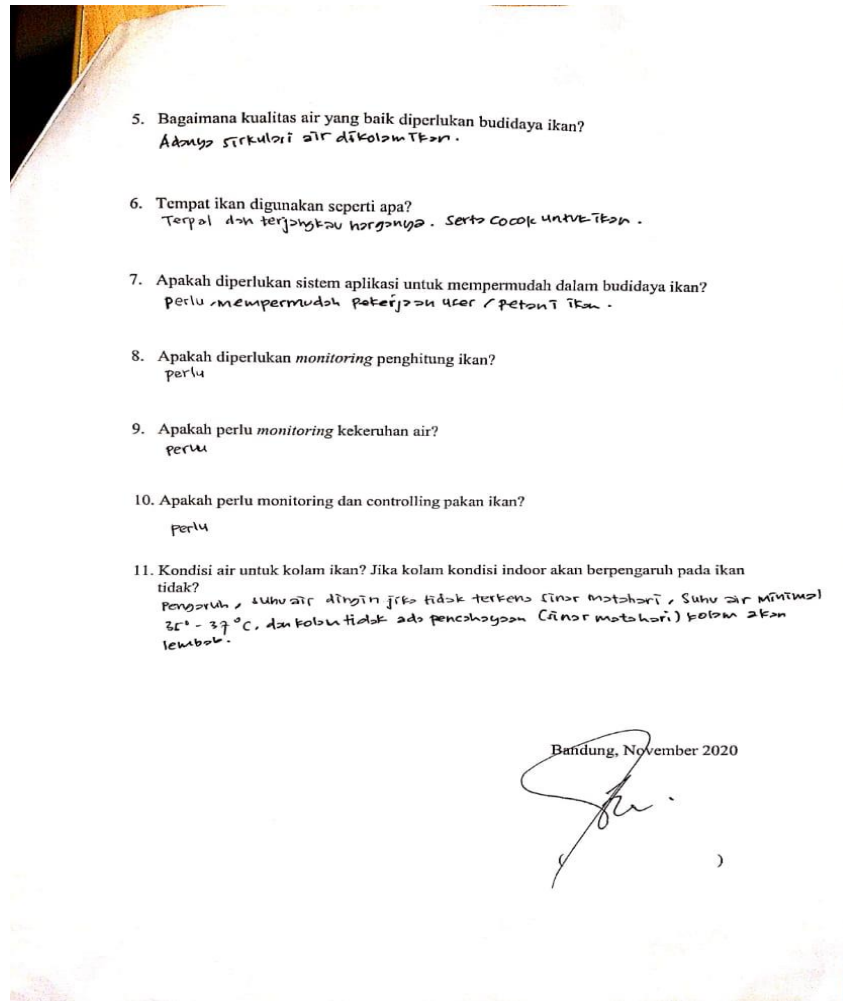 5. Bagaimana kualitas air yang baik diperlukan budidaya ikan?
Adanya sirkulasi air dikolam ikan.
6. Tempat ikan digunakan seperti apa?
Terpal dan terjangkau harganya. Serta cocok untuk ikan.
7. Apakah diperlukan sistem aplikasi untuk mempermudah dalam budidaya ikan?
perlu, mempermudah pekerjaan user / petani ikan.
8. Apakah diperlukan monitoring penghitung ikan?
perlu
9. Apakah perlu monitoring kekeruhan air?
perlu
10. Apakah perlu monitoring dan controlling pakan ikan?
perlu
11. Kondisi air untuk kolam ikan? Jika kolam kondisi indoor akan berpengaruh pada ikan
tidak?
Pengaruh, suhu air dingin jika tidak terkena sinar matahari, Suhu air minimal
35° - 37°C, dan kolam tidak ada pencahayaan (sinar matahari) kolam akan
lembab.
Bandung, November 2020
( )